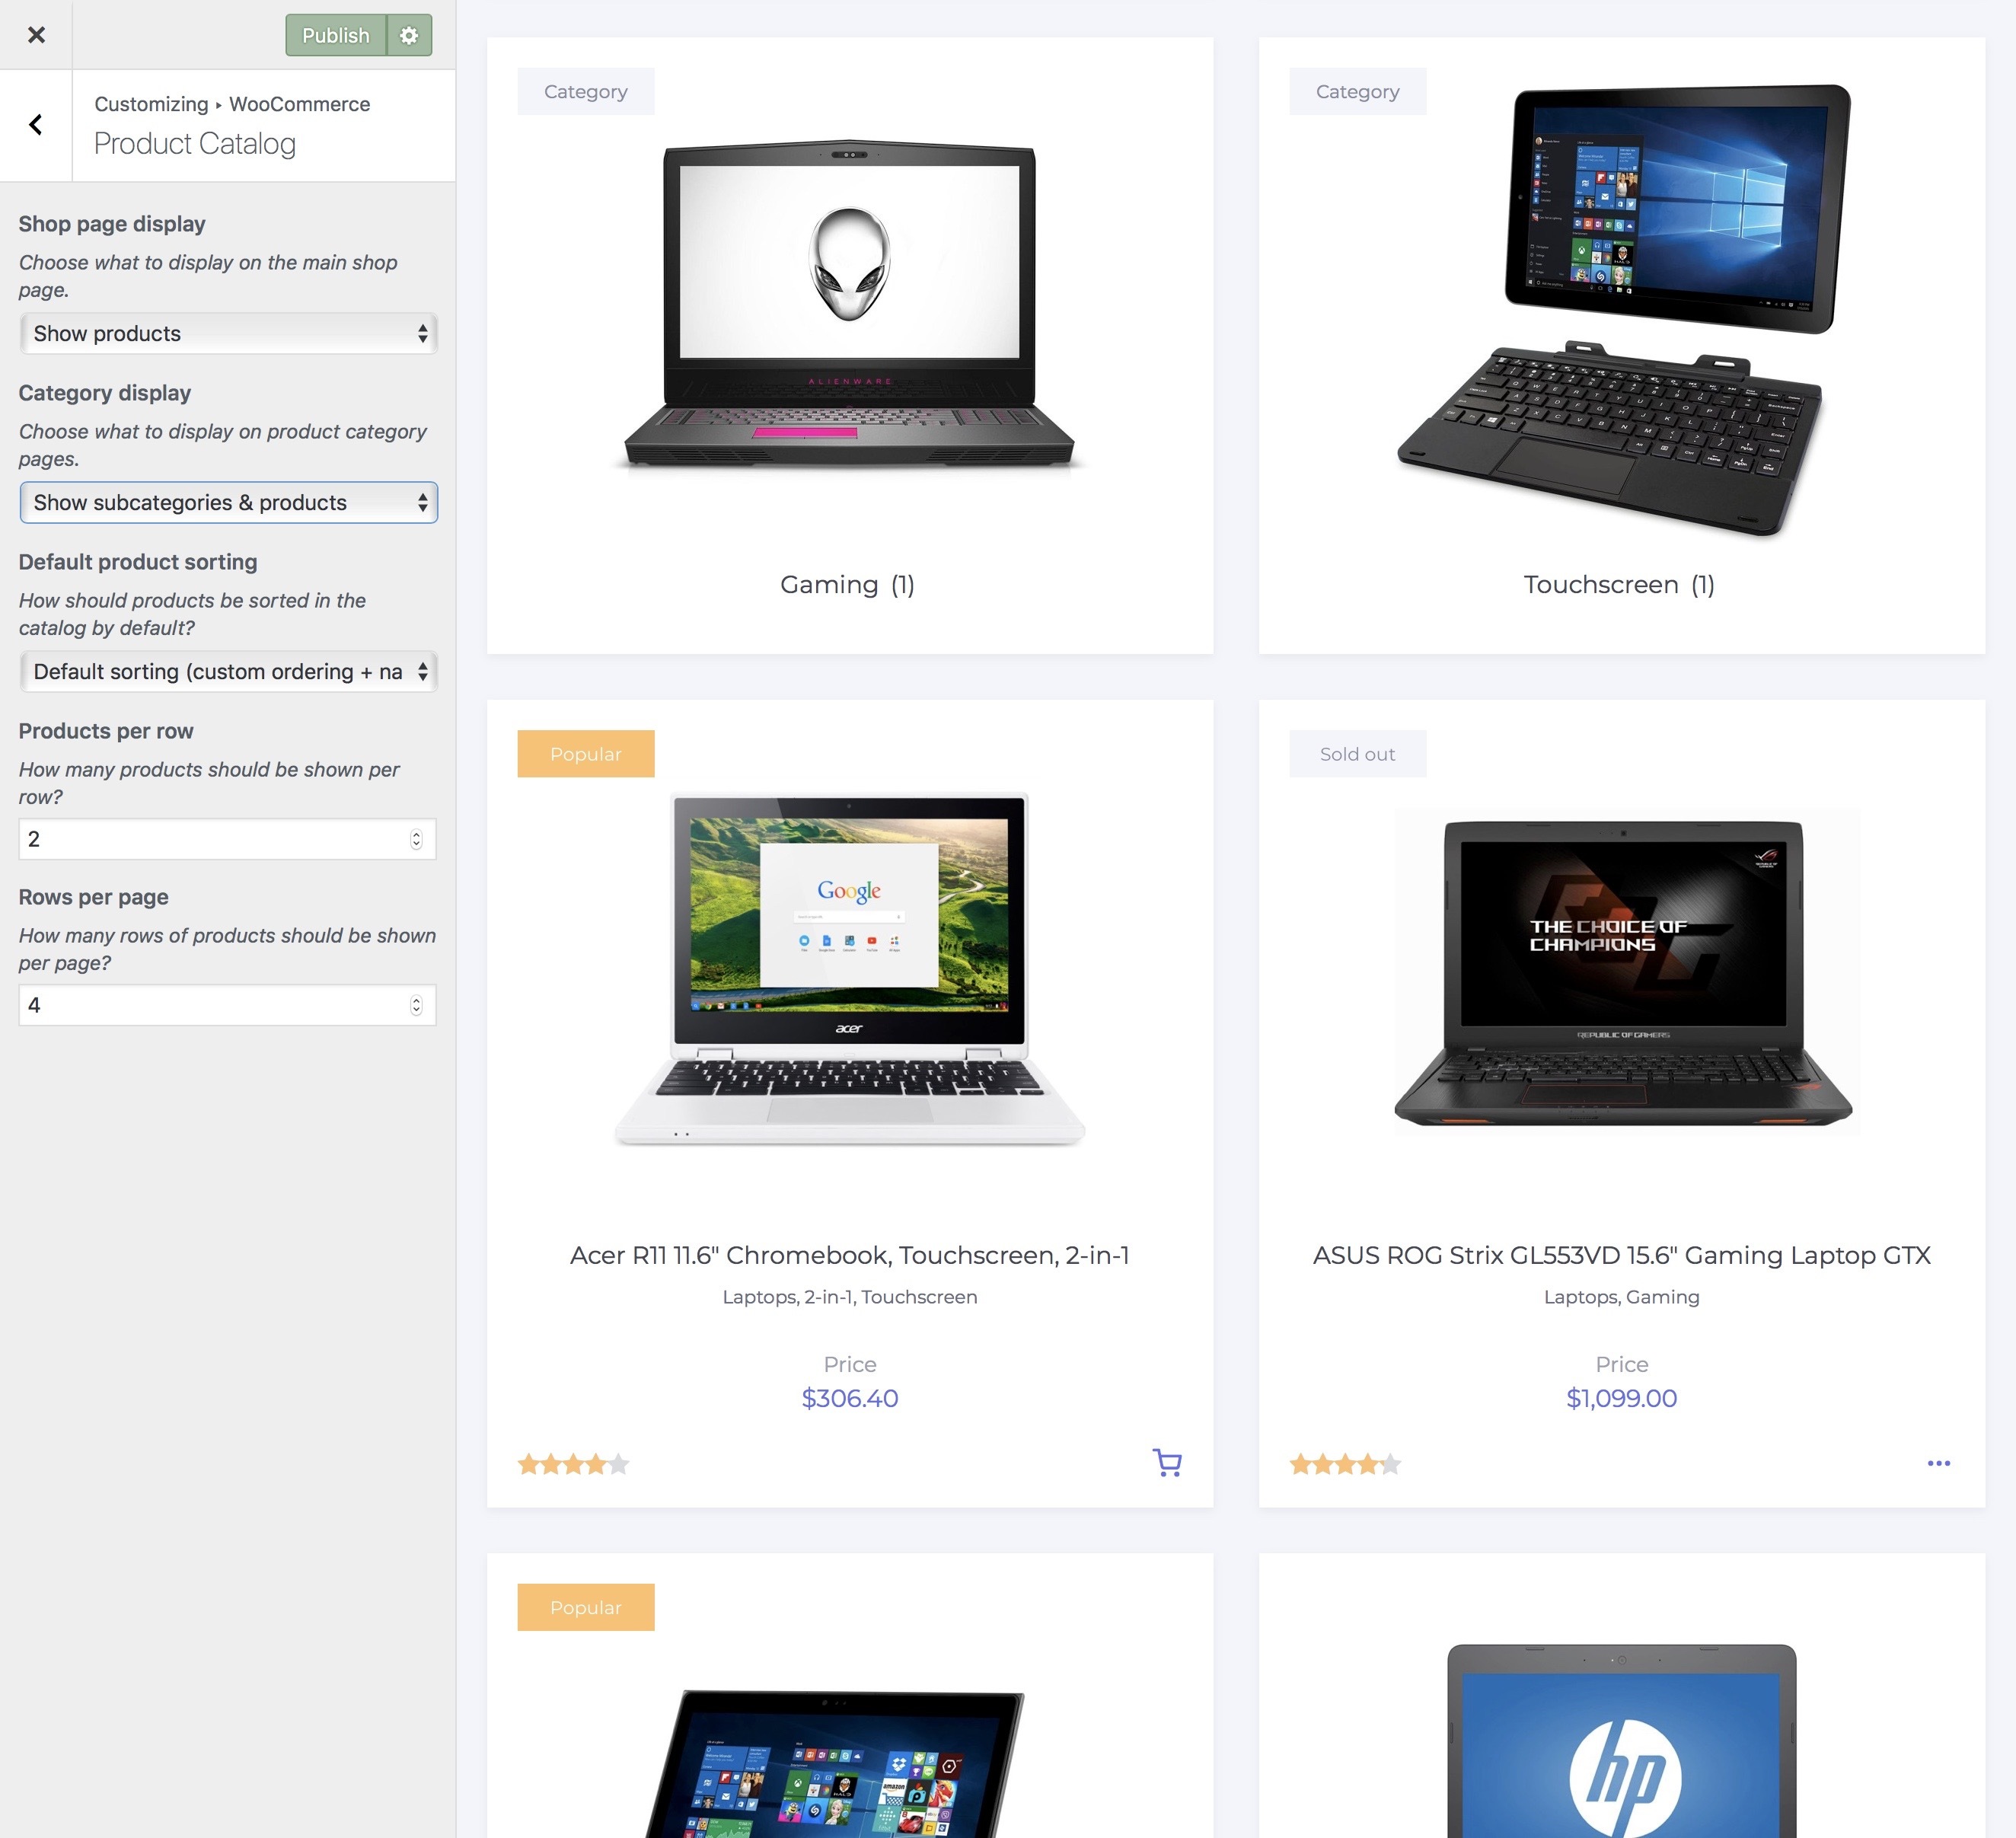 Publish
Customizing ▸ WooCommerce
Product Catalog
Shop page display
Choose what to display on the main shop
page.
Show products
Category display
Choose what to display on product category
pages.
Show subcategories & products
Default product sorting
How should products be sorted in the
catalog by default?
Default sorting (custom ordering + na
Products per row
How many products should be shown per
row?
2
Rows per page
How many rows of products should be shown
per page?
4
Category
ALIENWARE
Gaming (1)
Category
Touchscreen (1)
Popular
Google
acer
Acer R11 11.6" Chromebook, Touchscreen, 2-in-1
Laptops, 2-in-1, Touchscreen
Price
$306.40
Sold out
THE CHOICE OF
CHAMPIONS
REPUBLIC OF GAMERS
ASUS ROG Strix GL553VD 15.6" Gaming Laptop GTX
Laptops, Gaming
Price
$1,099.00
Popular
amazon
hp